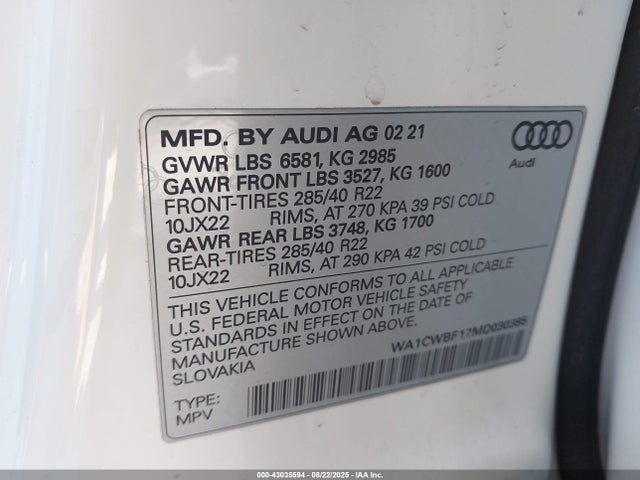 MFD. BY AUDI AG 02 21
Audi
GVWR LBS 6581, KG 2985
GAWR FRONT LBS 3527, KG 1600
FRONT-TIRES 285/40 R22
10JX22 RIMS, AT 270 KPA 39 PSI COLD
GAWR REAR LBS 3748, KG 1700
REAR-TIRES 285/40 R22
10JX22 RIMS, AT 290 KPA 42 PSI COLD
THIS VEHICLE CONFORMS TO ALL APPLICABLE
U.S. FEDERAL MOTOR VEHICLE SAFETY
STANDARDS IN EFFECT ON THE DATE OF
MANUFACTURE SHOWN ABOVE.
SLOVAKIA
WA1CWBF17MD030385
TYPE:
MPV
000-43035594 - 08/22/2025 - IAA Inc.